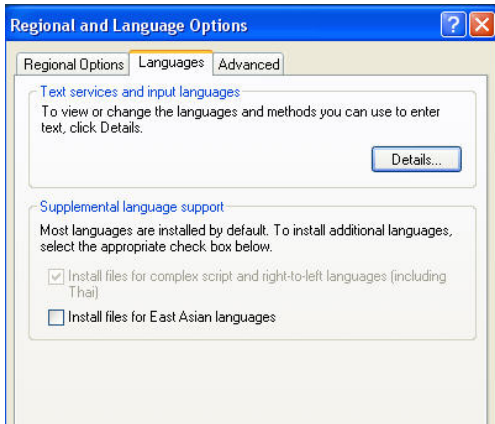 Regional and Language Options
Regional Options Languages Advanced
Text services and input languages
To view or change the languages and methods you can use to enter
text, click Details.
Details...
Supplemental language support
Most languages are installed by default. To install additional languages,
select the appropriate check box below.
Install files for complex script and right-to-left languages (including
Thai)
Install files for East Asian languages